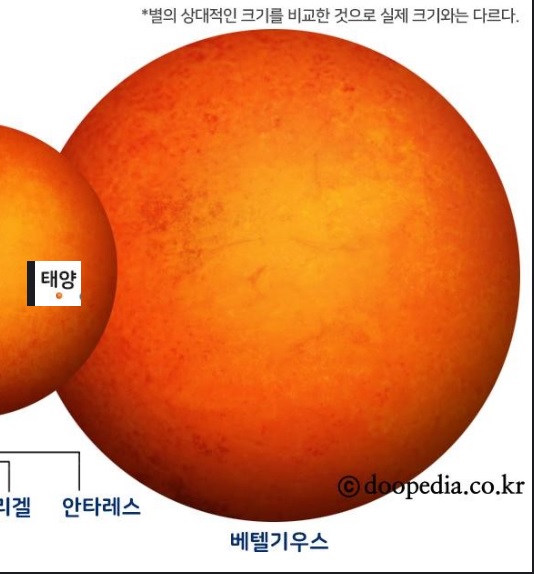 *별의 상대적인 크기를 비교한 것으로 실제 크기와는 다르다.
태양
리겔
안타레스
ⓒdoopedia.co.kr
베텔기우스